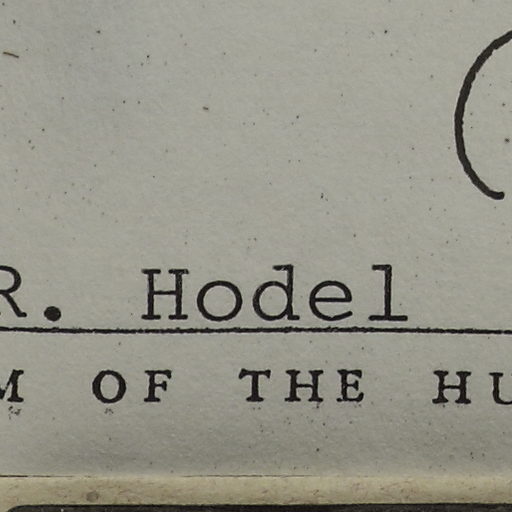 R. Hodel
M OF THE HU